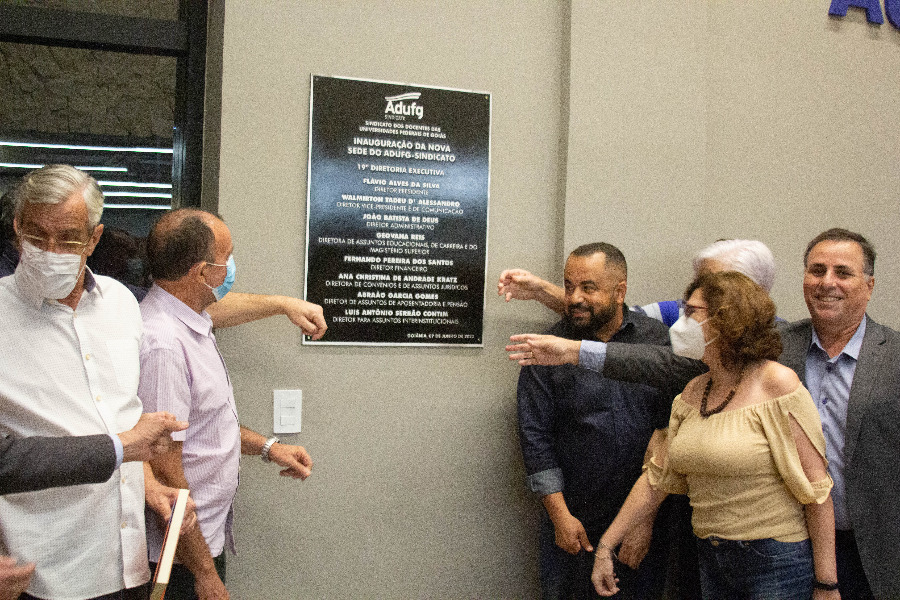 Adufg
SINDICATO
SINDICATO DOS DOCENTES DAS
UNIVERSIDADES FEDERAIS DE GOIÁS
INAUGURAÇÃO DA NOVA
SEDE DO ADUFG-SINDICATO
19ª DIRETORIA EXECUTIVA
FLÁVIO ALVES DA SILVA
DIRETOR PRESIDENTE
WALMIRTON TADEU D' ALESSANDRO
DIRETOR VICE-PRESIDENTE E DE COMUNICAÇÃO
JOÃO BATISTA DE DEUS
DIRETOR ADMINISTRATIVO
GEOVANA REIS
DIRETORA DE ASSUNTOS EDUCACIONAIS, DE CARREIRA E DO
MAGISTÉRIO SUPERIOR
FERNANDO PEREIRA DOS SANTOS
DIRETOR FINANCEIRO
ANA CHRISTINA DE ANDRADE KRATZ
DIRETORA DE CONVÊNIOS E DE ASSUNTOS JURÍDICOS
ABRAÃO GARCIA GOMES
DIRETOR DE ASSUNTOS DE APOSENTADORIA E PENSÃO
LUIS ANTÔNIO SERRÃO CONTIM
DIRETOR PARA ASSUNTOS INTERINSTITUCIONAIS